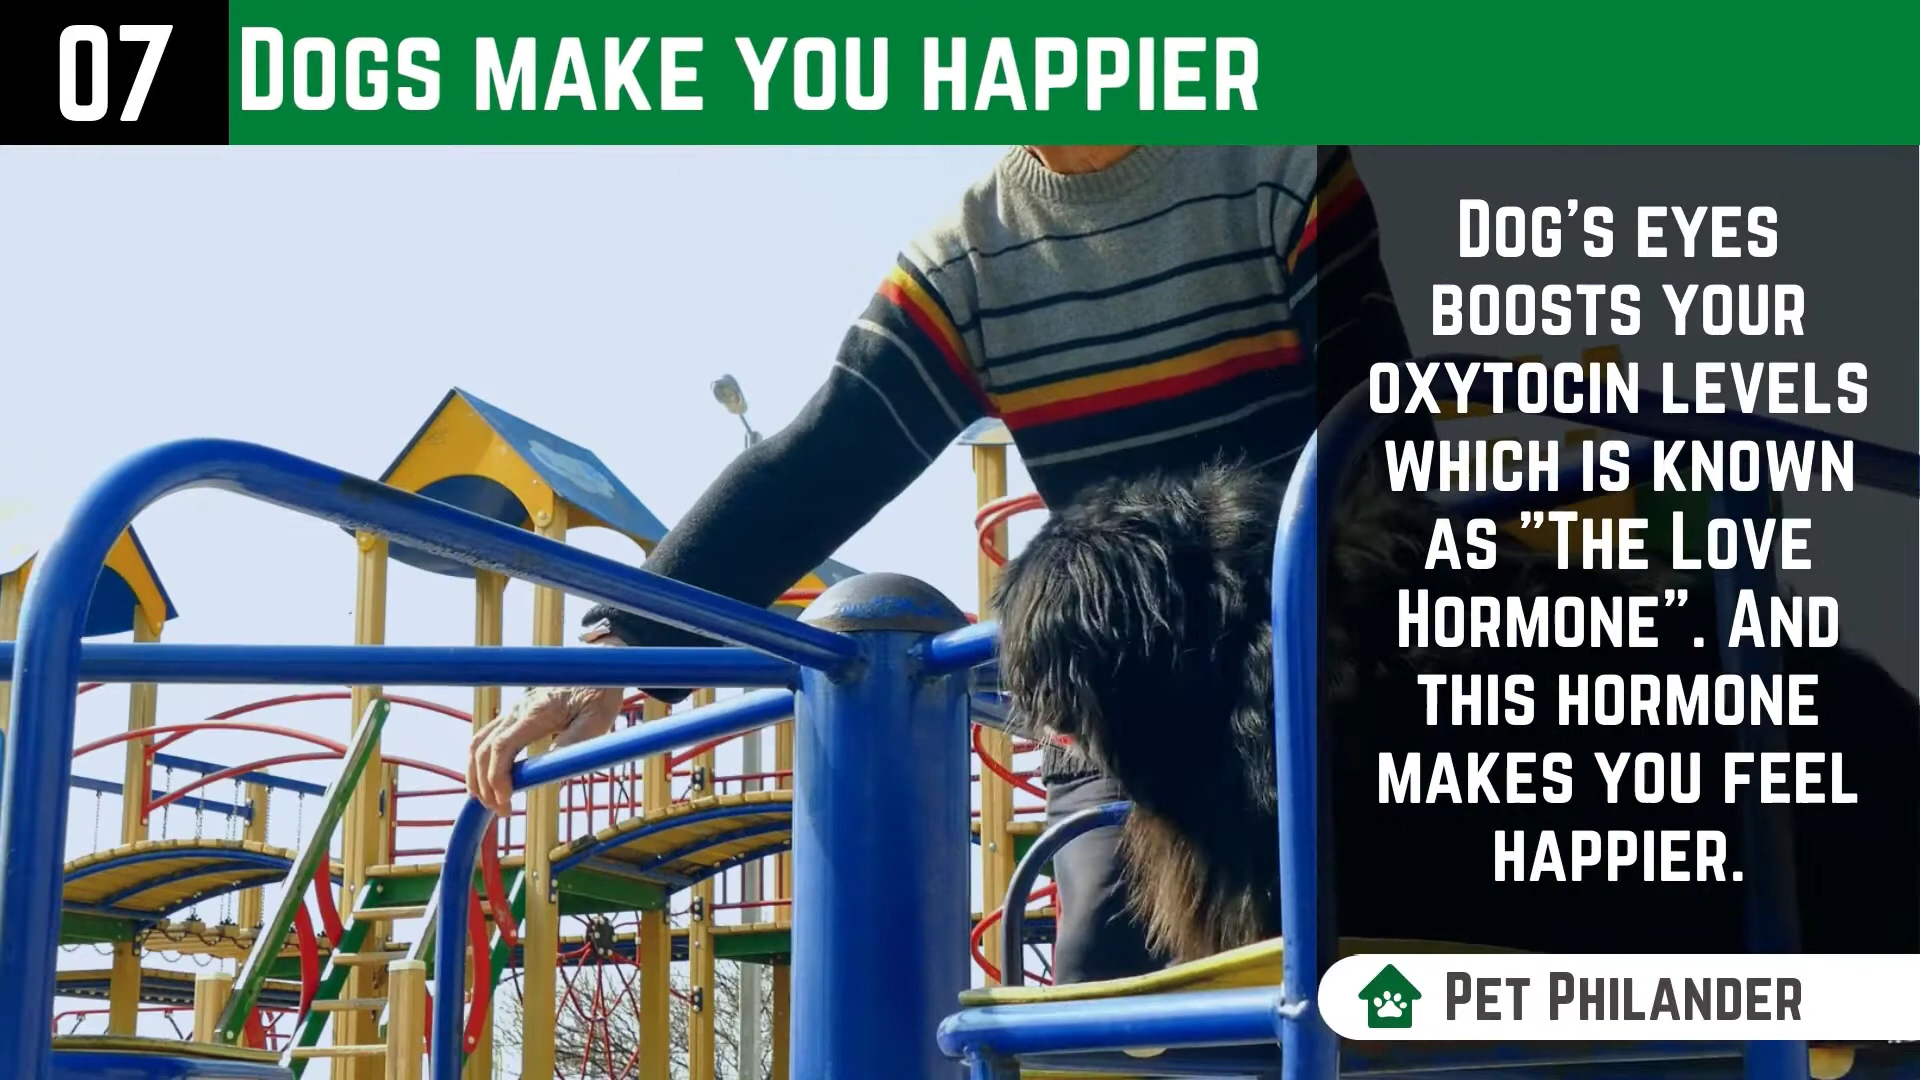 07
Dogs make you happier
Dog's eyes
boosts your
oxytocin levels
which is known
as "The Love
Hormone". And
this hormone
makes you feel
happier.
Pet Philander